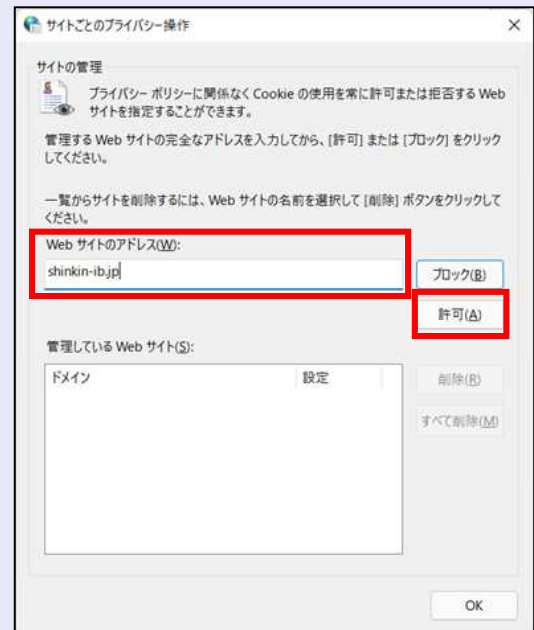 サイトごとのプライバシー操作
サイトの管理
プライバシー ポリシーに関係なく Cookie の使用を常に許可または拒否する Web
サイトを指定することができます。
管理する Web サイトの完全なアドレスを入力してから、[許可] または [ブロック] をクリック
してください。
一覧からサイトを削除するには、Web サイトの名前を選択して [削除] ボタンをクリックして
ください。
Web サイトのアドレス(W):
shinkin-ib.jp
ブロック(B)
許可(A)
管理している Web サイト(S):
ドメイン 設定
削除(R)
すべて削除(M)
OK